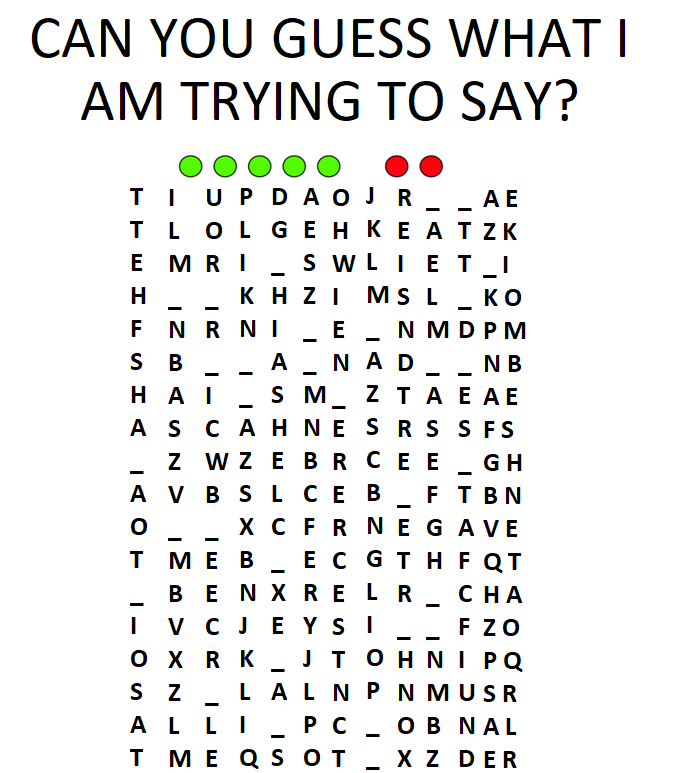 CAN YOU GUESS WHAT I
AM TRYING TO SAY?
T I U P D A O J R _ _ A E
T L O L G E H K E A T Z K
E M R I _ S W L I E T _ I
H _ _ K H Z I M S L _ K O
F N R N I _ E _ N M D P M
S B _ _ A _ N A D _ _ N B
H A I _ S M _ Z T A E A E
A S C A H N E S R S S F S
_ Z W Z E B R C E E _ G H
A V B S L C E B _ F T B N
O _ _ X C F R N E G A V E
T M E B _ E C G T H F Q T
_ B E N X R E L R _ C H A
I V C J E Y S I _ _ F Z O
O X R K _ J T O H N I P Q
S Z _ L A L N P N M U S R
A L L I _ P C _ O B N A L
T M E Q S O T _ X Z D E R